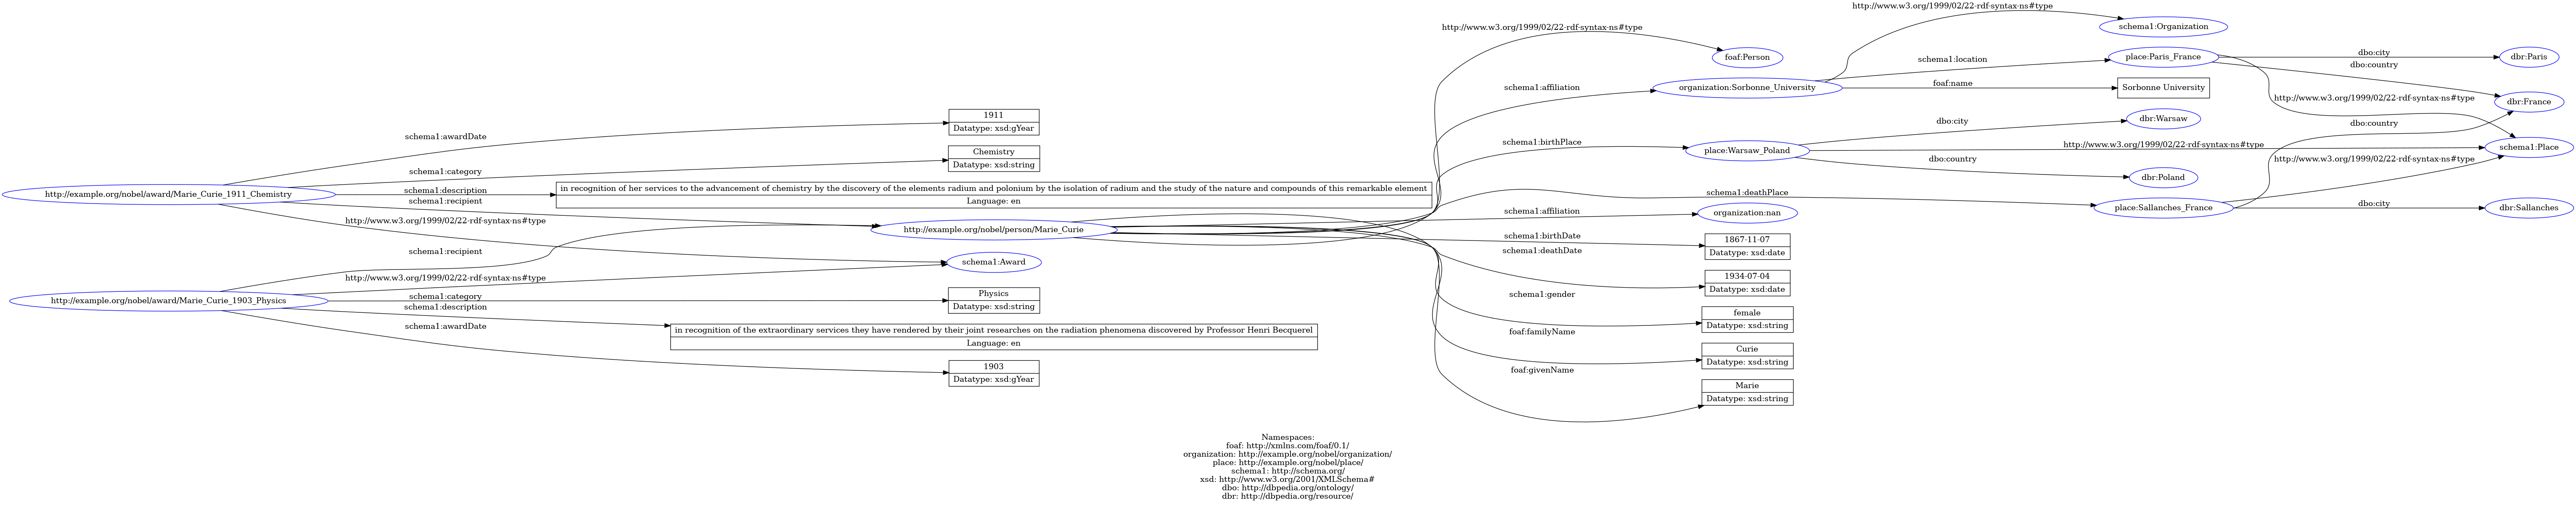 http://www.w3.org/1999/02/22-rdf-syntax-ns#type
schema1:Organization
http://www.w3.org/1999/02/22-rdf-syntax-ns#type
foaf:Person
place:Paris_France
dbo:city
dbr:Paris
schema1:location
dbo:country
schema1:affiliation
organization:Sorbonne_University
foaf:name
Sorbonne University
http://www.w3.org/1999/02/22-rdf-syntax-ns#type
dbr:France
1911
Datatype: xsd:gYear
schema1:awardDate
dbo:city
dbr:Warsaw
dbo:country
schema1:birthPlace
place:Warsaw_Poland
http://www.w3.org/1999/02/22-rdf-syntax-ns#type
schema1:Place
Chemistry
Datatype: xsd:string
schema1:category
dbo:country
dbr:Poland
http://www.w3.org/1999/02/22-rdf-syntax-ns#type
http://example.org/nobel/award/Marie_Curie_1911_Chemistry
schema1:description
in recognition of her services to the advancement of chemistry by the discovery of the elements radium and polonium by the isolation of radium and the study of the nature and compounds of this remarkable element
Language: en
schema1:recipient
schema1:deathPlace
place:Sallanches_France
dbo:city
dbr:Sallanches
http://www.w3.org/1999/02/22-rdf-syntax-ns#type
http://example.org/nobel/person/Marie_Curie
schema1:affiliation
organization:nan
schema1:birthDate
1867-11-07
Datatype: xsd:date
schema1:recipient
schema1:deathDate
schema1:Award
http://www.w3.org/1999/02/22-rdf-syntax-ns#type
1934-07-04
Datatype: xsd:date
http://example.org/nobel/award/Marie_Curie_1903_Physics
schema1:category
Physics
Datatype: xsd:string
schema1:gender
schema1:description
female
Datatype: xsd:string
schema1:awardDate
in recognition of the extraordinary services they have rendered by their joint researches on the radiation phenomena discovered by Professor Henri Becquerel
Language: en
foaf:familyName
Curie
Datatype: xsd:string
1903
Datatype: xsd:gYear
foaf:givenName
Marie
Datatype: xsd:string
Namespaces:
foaf: http://xmlns.com/foaf/0.1/
organization: http://example.org/nobel/organization/
place: http://example.org/nobel/place/
schema1: http://schema.org/
xsd: http://www.w3.org/2001/XMLSchema#
dbo: http://dbpedia.org/ontology/
dbr: http://dbpedia.org/resource/